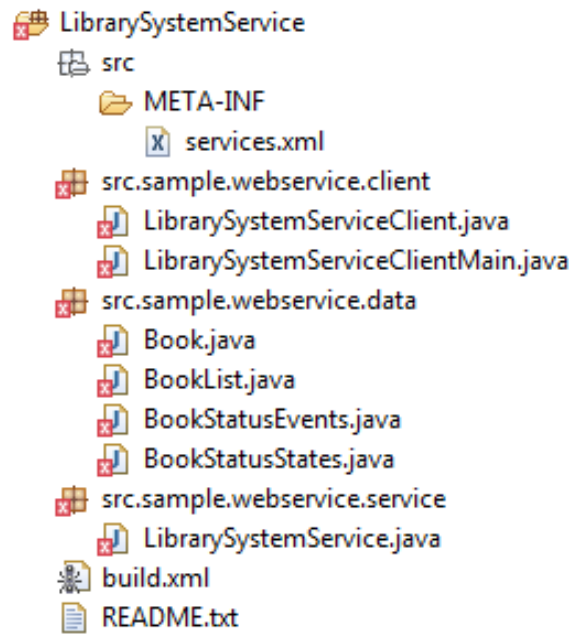 LibrarySystemService
src
META-INF
services.xml
src.sample.webservice.client
LibrarySystemServiceClient.java
LibrarySystemServiceClientMain.java
src.sample.webservice.data
Book.java
BookList.java
BookStatusEvents.java
BookStatusStates.java
src.sample.webservice.service
LibrarySystemService.java
build.xml
README.txt